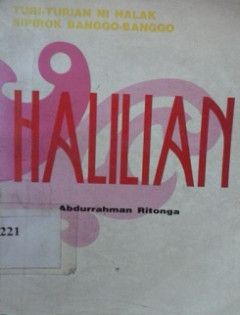 TURI-TURIAN NI HALAK
SIPIROK BANGGO-BANGGO
HALILIAN
Abdurrahman Ritonga
221